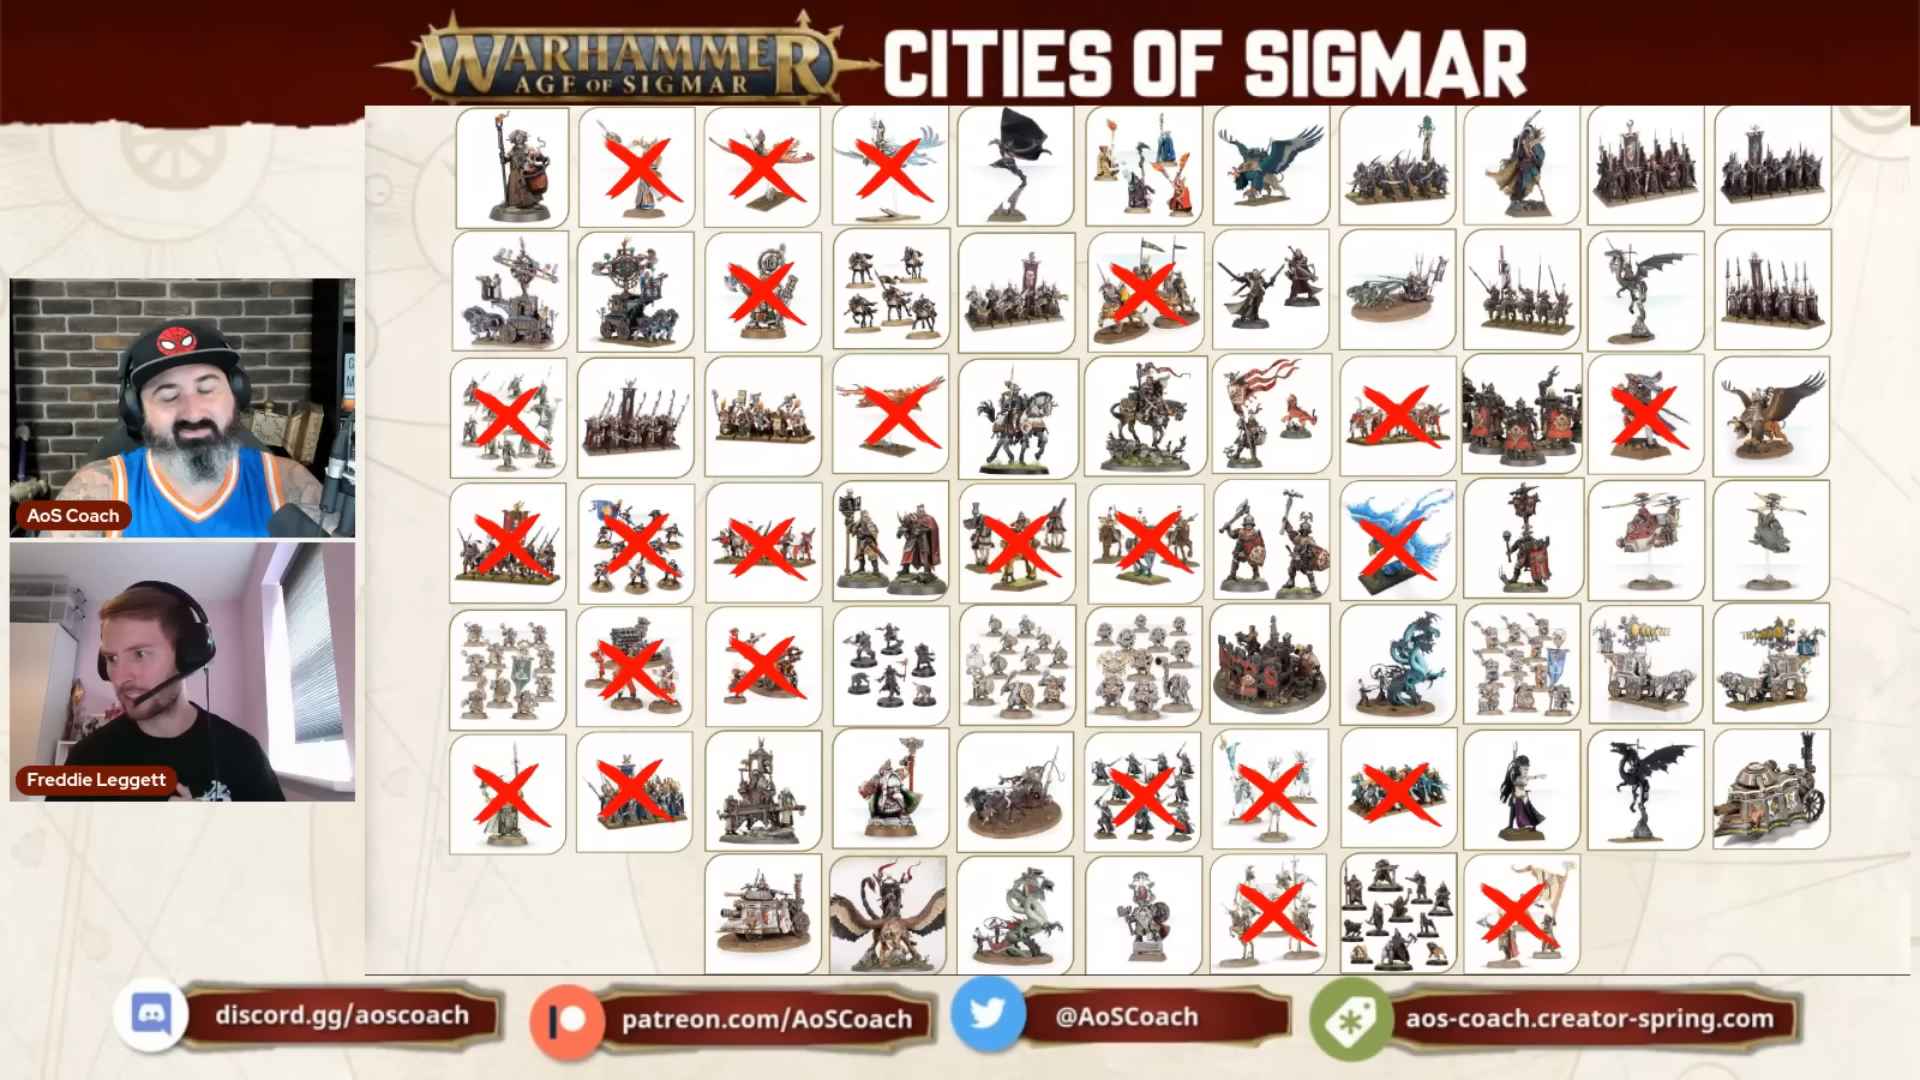 WARHAMMER
AGE OF SIGMAR
CITIES OF SIGMAR
AoS Coach
Freddie Leggett
discord.gg/aoscoach
patreon.com/AoSCoach
@AoSCoach
aos-coach.creator-spring.com